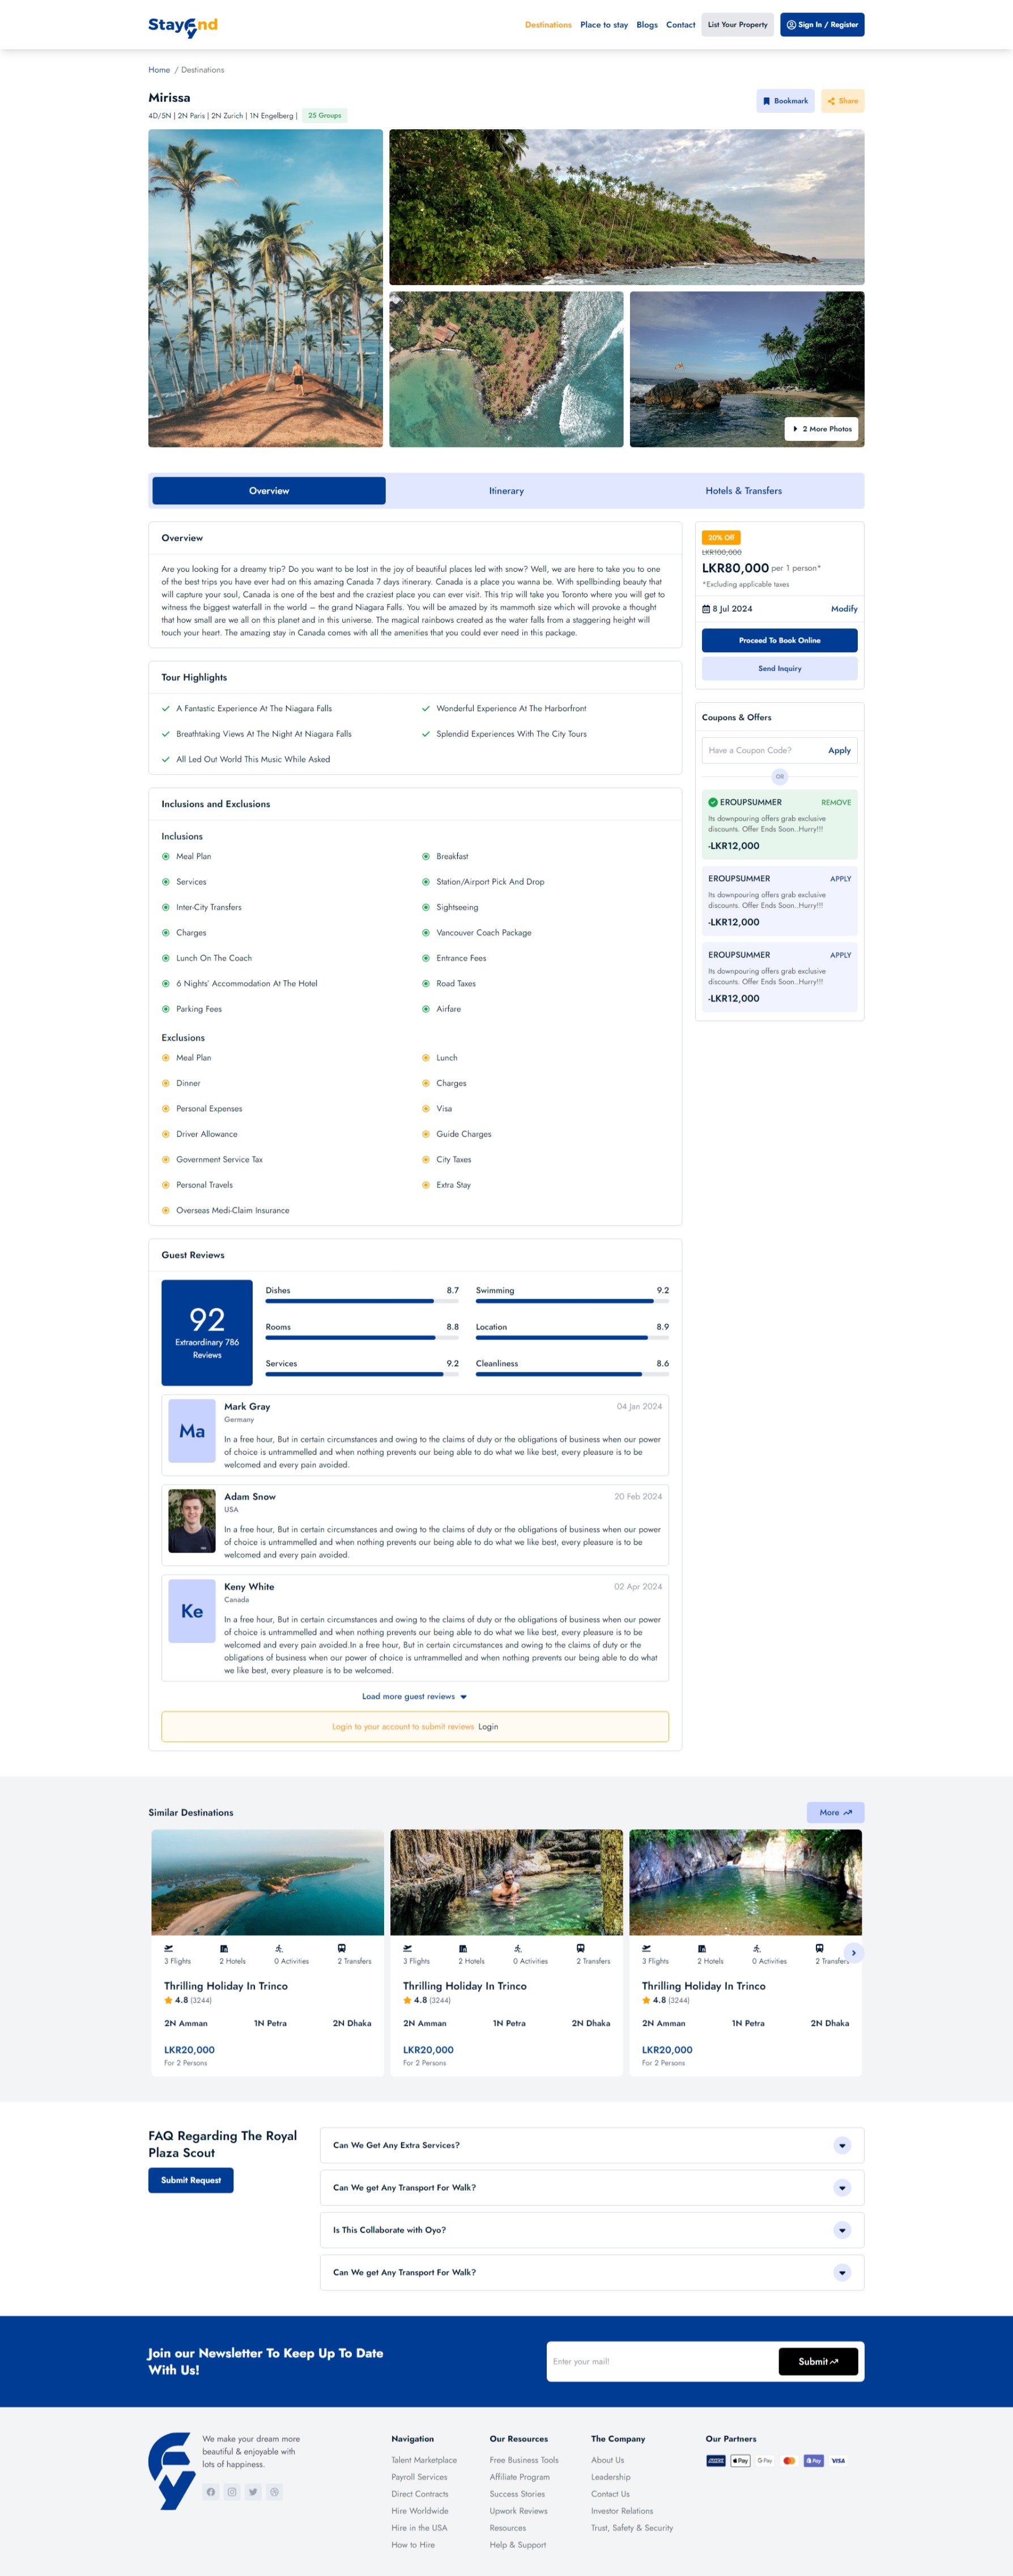 StayFynd
Destinations Place to stay Blogs Contact List Your Property Sign In / Register
Home / Destinations
Mirissa
4D/5N | 2N Paris | 2N Zurich | 1N Engelberg | 25 Groups
Bookmark Share
2 More Photos
Overview Itinerary Hotels & Transfers
Overview
Are you looking for a dreamy trip? Do you want to be lost in the joy of beautiful places led with snow? Well, we are here to take you to one
of the best trips you have ever had on this amazing Canada 7 days itinerary. Canada is a place you wanna be. With spellbinding beauty that
will capture your soul, Canada is one of the best and the craziest place you can ever visit. This trip will take you Toronto where you will get to
witness the biggest waterfall in the world – the grand Niagara Falls. You will be amazed by its mammoth size which will provoke a thought
that how small are we all on this planet and in this universe. The magical rainbows created as the water falls from a staggering height will
touch your heart. The amazing stay in Canada comes with all the amenities that you could ever need in this package.
Tour Highlights
A Fantastic Experience At The Niagara Falls
Wonderful Experience At The Harborfront
Breathtaking Views At The Night At Niagara Falls
Splendid Experiences With The City Tours
All Led Out World This Music While Asked
Inclusions and Exclusions
Inclusions
Meal Plan
Breakfast
Services
Station/Airport Pick And Drop
Inter-City Transfers
Sightseeing
Charges
Vancouver Coach Package
Lunch On The Coach
Entrance Fees
6 Nights' Accommodation At The Hotel
Road Taxes
Parking Fees
Airfare
Exclusions
Meal Plan
Lunch
Dinner
Charges
Personal Expenses
Visa
Driver Allowance
Guide Charges
Government Service Tax
City Taxes
Personal Travels
Extra Stay
Overseas Medi-Claim Insurance
20% Off
LKR100,000
LKR80,000 per 1 person*
*Excluding applicable taxes
8 Jul 2024 Modify
Proceed To Book Online
Send Inquiry
Coupons & Offers
Have a Coupon Code? Apply
OR
EROUPSUMMER REMOVE
Its downpouring offers grab exclusive
discounts. Offer Ends Soon..Hurry!!!
-LKR12,000
EROUPSUMMER APPLY
Its downpouring offers grab exclusive
discounts. Offer Ends Soon..Hurry!!!
-LKR12,000
EROUPSUMMER APPLY
Its downpouring offers grab exclusive
discounts. Offer Ends Soon..Hurry!!!
-LKR12,000
Guest Reviews
92
Extraordinary 786
Reviews
Dishes 8.7
Swimming 9.2
Rooms 8.8
Location 8.9
Services 9.2
Cleanliness 8.6
Ma
Mark Gray 04 Jan 2024
Germany
In a free hour, But in certain circumstances and owing to the claims of duty or the obligations of business when our power
of choice is untrammelled and when nothing prevents our being able to do what we like best, every pleasure is to be
welcomed and every pain avoided.
Adam Snow 20 Feb 2024
USA
In a free hour, But in certain circumstances and owing to the claims of duty or the obligations of business when our power
of choice is untrammelled and when nothing prevents our being able to do what we like best, every pleasure is to be
welcomed and every pain avoided.
Ke
Keny White 02 Apr 2024
Canada
In a free hour, But in certain circumstances and owing to the claims of duty or the obligations of business when our power
of choice is untrammelled and when nothing prevents our being able to do what we like best, every pleasure is to be
welcomed and every pain avoided.In a free hour, But in certain circumstances and owing to the claims of duty or the
obligations of business when our power of choice is untrammelled and when nothing prevents our being able to do what
we like best, every pleasure is to be welcomed.
Load more guest reviews
Login to your account to submit reviews Login
Similar Destinations More
3 Flights 2 Hotels 0 Activities 2 Transfers
Thrilling Holiday In Trinco
4.8 (3244)
2N Amman 1N Petra 2N Dhaka
LKR20,000
For 2 Persons
3 Flights 2 Hotels 0 Activities 2 Transfers
Thrilling Holiday In Trinco
4.8 (3244)
2N Amman 1N Petra 2N Dhaka
LKR20,000
For 2 Persons
3 Flights 2 Hotels 0 Activities 2 Transfers
Thrilling Holiday In Trinco
4.8 (3244)
2N Amman 1N Petra 2N Dhaka
LKR20,000
For 2 Persons
FAQ Regarding The Royal
Plaza Scout
Submit Request
Can We Get Any Extra Services?
Can We get Any Transport For Walk?
Is This Collaborate with Oyo?
Can We get Any Transport For Walk?
Join our Newsletter To Keep Up To Date
With Us!
Enter your mail! Submit
We make your dream more
beautiful & enjoyable with
lots of happiness.
Navigation
Talent Marketplace
Payroll Services
Direct Contracts
Hire Worldwide
Hire in the USA
How to Hire
Our Resources
Free Business Tools
Affiliate Program
Success Stories
Upwork Reviews
Resources
Help & Support
The Company
About Us
Leadership
Contact Us
Investor Relations
Trust, Safety & Security
Our Partners
Pay G Pay Pay VISA